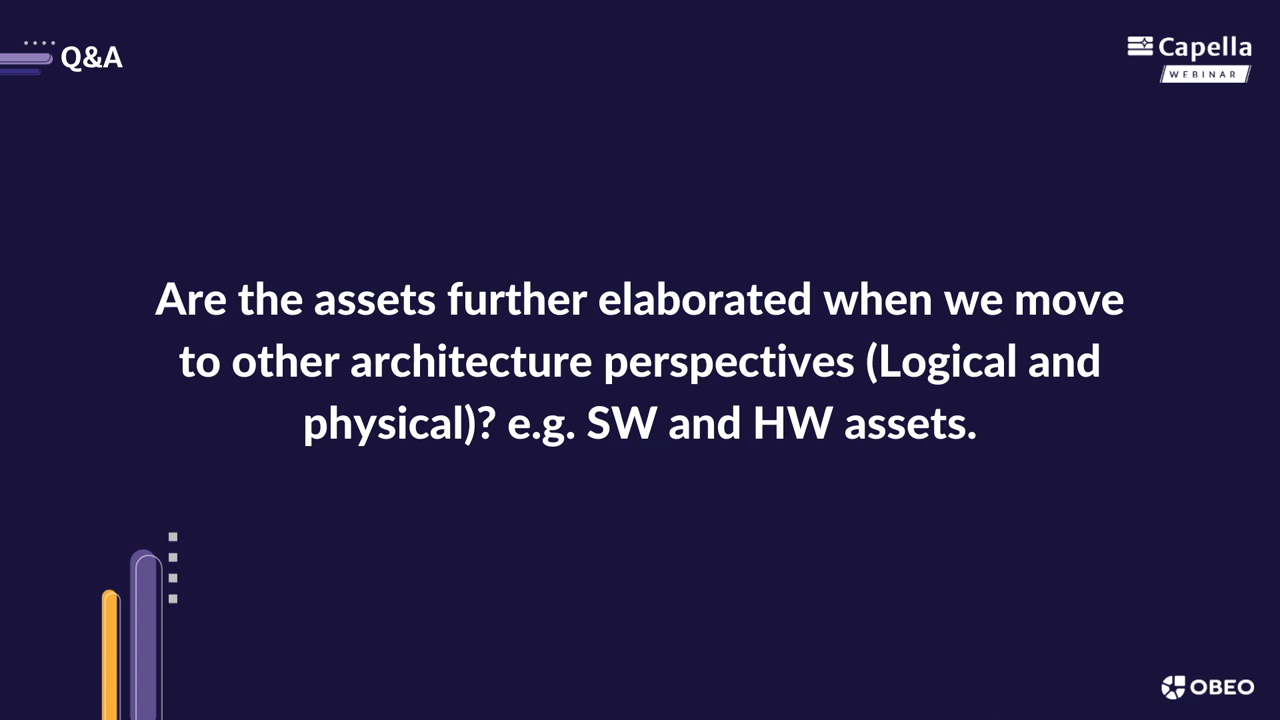 Q&A
Capella
WEBINAR
Are the assets further elaborated when we move
to other architecture perspectives (Logical and
physical)? e.g. SW and HW assets.
OBEO